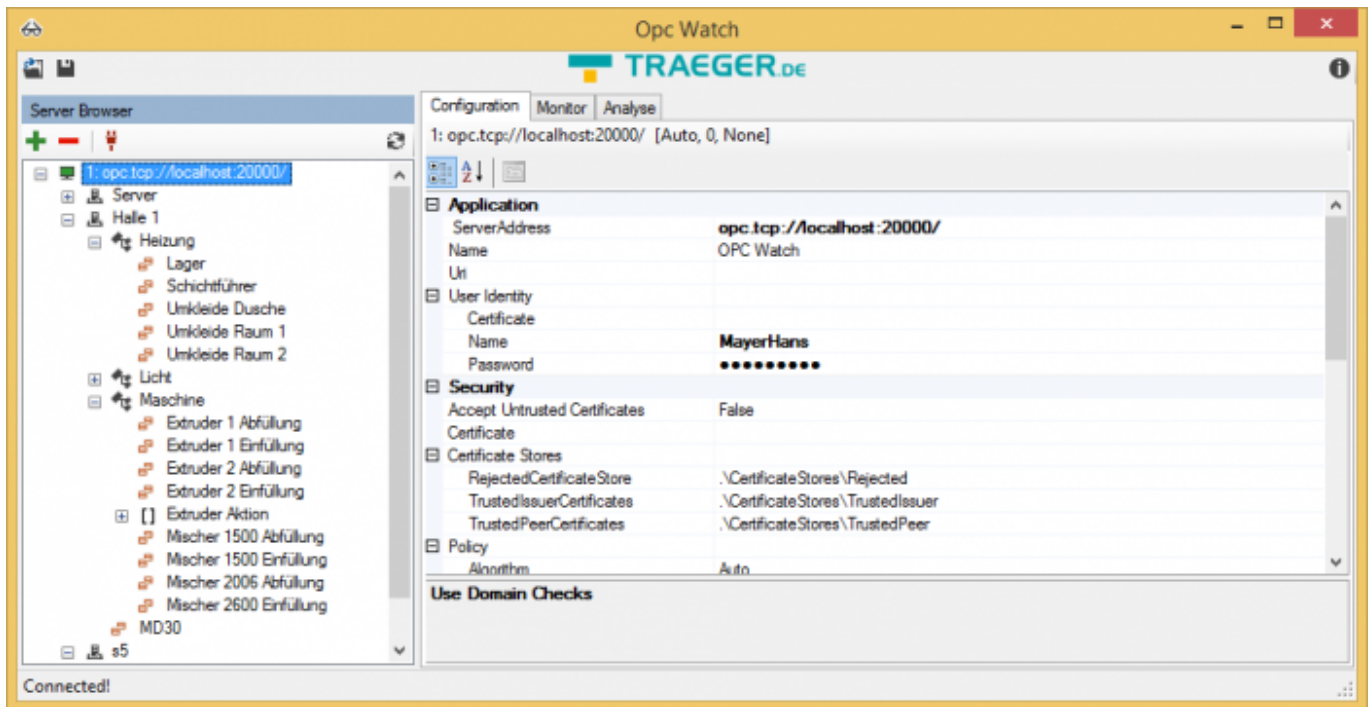 Opc Watch
TRAEGER.DE
Server Browser
1: opc.tcp://localhost:20000/
Server
Halle 1
Heizung
Lager
Schichtführer
Umkleide Dusche
Umkleide Raum 1
Umkleide Raum 2
Licht
Maschine
Extruder 1 Abfüllung
Extruder 1 Einfüllung
Extruder 2 Abfüllung
Extruder 2 Einfüllung
[] Extruder Aktion
Mischer 1500 Abfüllung
Mischer 1500 Einfüllung
Mischer 2006 Abfüllung
Mischer 2600 Einfüllung
MD30
s5
Configuration Monitor Analyse
1: opc.tcp://localhost:20000/ [Auto, 0, None]
Application
ServerAddress opc.tcp://localhost:20000/
Name OPC Watch
Uri
User Identity
Certificate
Name MayerHans
Password ●●●●●●●●●
Security
Accept Untrusted Certificates False
Certificate
Certificate Stores
RejectedCertificateStore .\CertificateStores\Rejected
TrustedIssuerCertificates .\CertificateStores\TrustedIssuer
TrustedPeerCertificates .\CertificateStores\TrustedPeer
Policy
Algorithm Auto
Use Domain Checks
Connected!